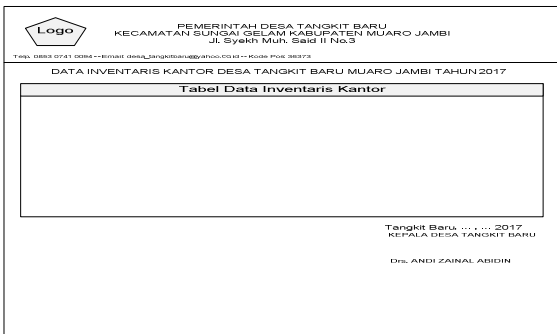 Logo
PEMERINTAH DESA TANGKIT BARU
KECAMATAN SUNGAI GELAM KABUPATEN MUARO JAMBI
Jl. Syekh Muh. Said II No.3
Telp. 0853 0741 0094 -- Email: desa_tangkitbaru@yahoo.co.id -- Kode Pos: 36373
DATA INVENTARIS KANTOR DESA TANGKIT BARU MUARO JAMBI TAHUN 2017
Tabel Data Inventaris Kantor
Tangkit Baru, ... , ... 2017
KEPALA DESA TANGKIT BARU
Drs. ANDI ZAINAL ABIDIN